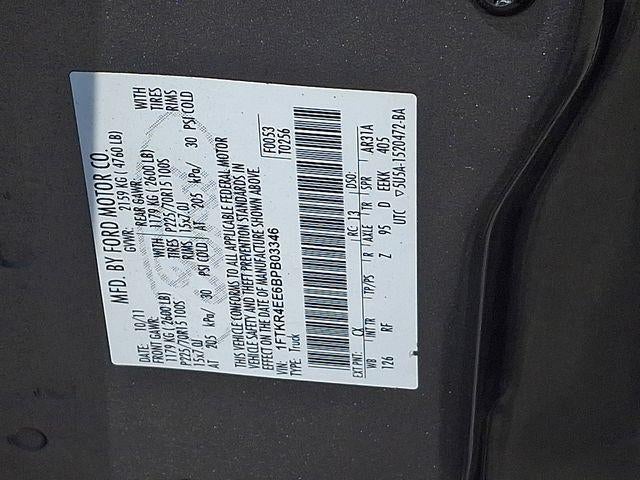 MFD. BY FORD MOTOR CO.
DATE: 10/11 GVWR: 2159 KG ( 4760 LB)
FRONT GAWR: REAR GAWR:
1179 KG ( 2600 LB) WITH 1179 KG ( 2600 LB) WITH
P225/70R15 100S TIRES P225/70R15 100S TIRES
15x7.0J RIMS 15x7.0J RIMS
AT 205 kPa/ 30 PSI COLD AT 205 kPa/ 30 PSI COLD
THIS VEHICLE CONFORMS TO ALL APPLICABLE FEDERAL MOTOR
VEHICLE SAFETY AND THEFT PREVENTION STANDARDS IN
EFFECT ON THE DATE OF MANUFACTURE SHOWN ABOVE
VIN: 1FTKR4EE6BPB03346 F0053
TYPE: Truck T0256
EXT PNT: CX RC: 13 DSO:
WB INT TR TP/PS R AXLE TR SPR AR3TA
126 RF Z 95 D EEKK 405
UTC ▽5U5A-1520472-BA